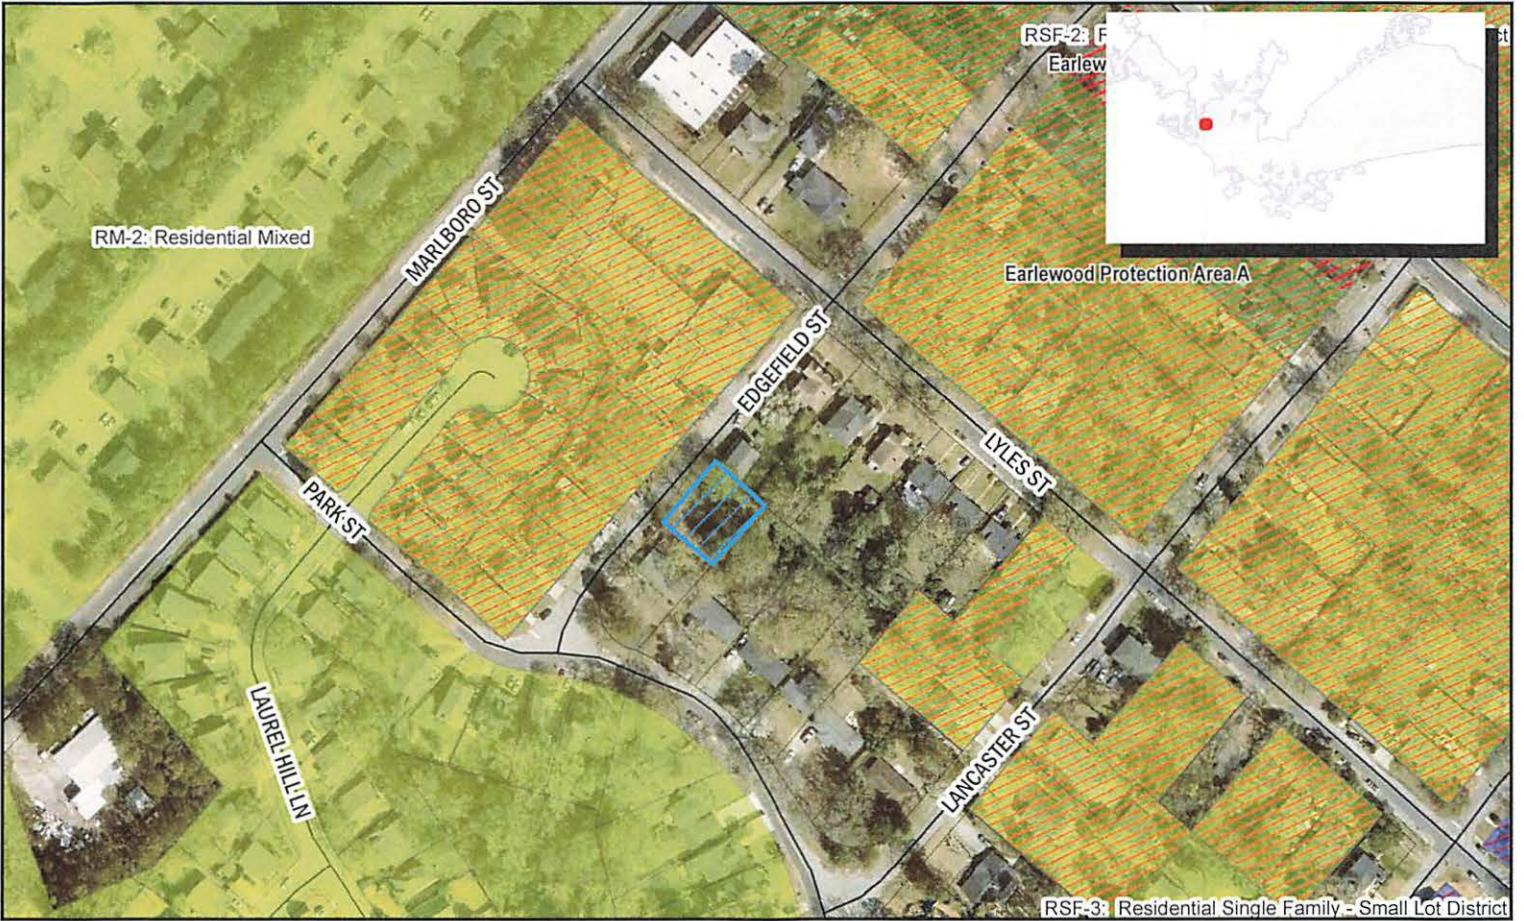 RSF-2:
ct
Earlew
RM-2: Residential Mixed
MARLBORO ST
Earlewood Protection Area A
EDGEFIELD ST
LYLES ST
PARK ST
LAUREL HILL LN
LANCASTER ST
RSF-3: Residential Single Family - Small Lot District